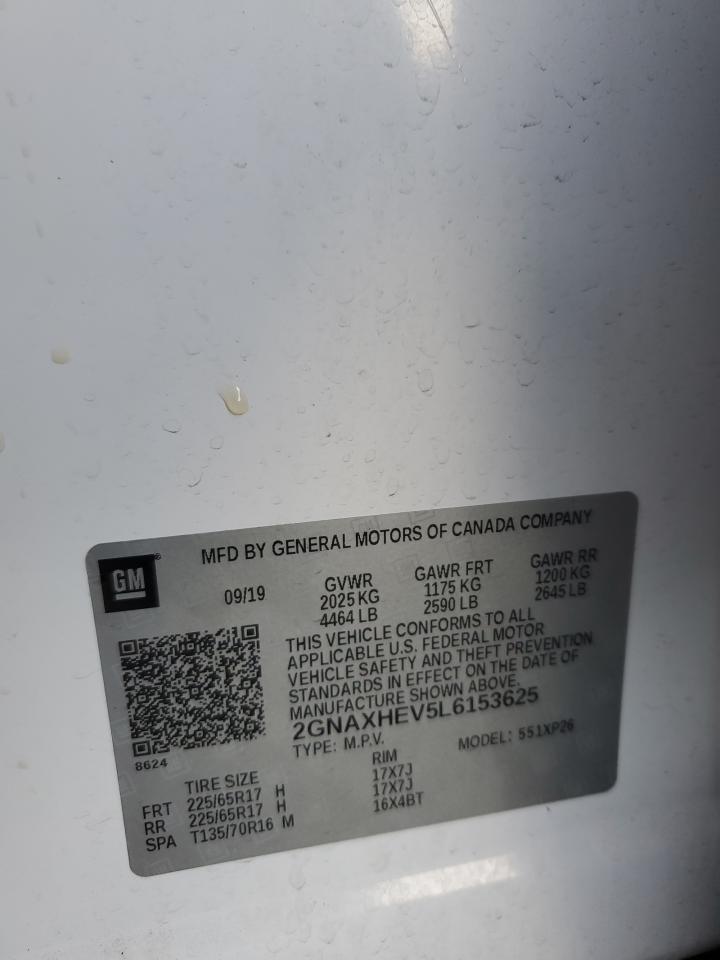 MFD BY GENERAL MOTORS OF CANADA COMPANY
GM
09/19
GVWR
2025 KG
4464 LB
GAWR FRT
1175 KG
2590 LB
GAWR RR
1200 KG
2645 LB
THIS VEHICLE CONFORMS TO ALL
APPLICABLE U.S. FEDERAL MOTOR
VEHICLE SAFETY AND THEFT PREVENTION
STANDARDS IN EFFECT ON THE DATE OF
MANUFACTURE SHOWN ABOVE.
2GNAXHEV5L6153625
TYPE: M.P.V. MODEL: 551XP26
8624
TIRE SIZE RIM
FRT 225/65R17 H 17X7J
RR 225/65R17 H 17X7J
SPA T135/70R16 M 16X4BT